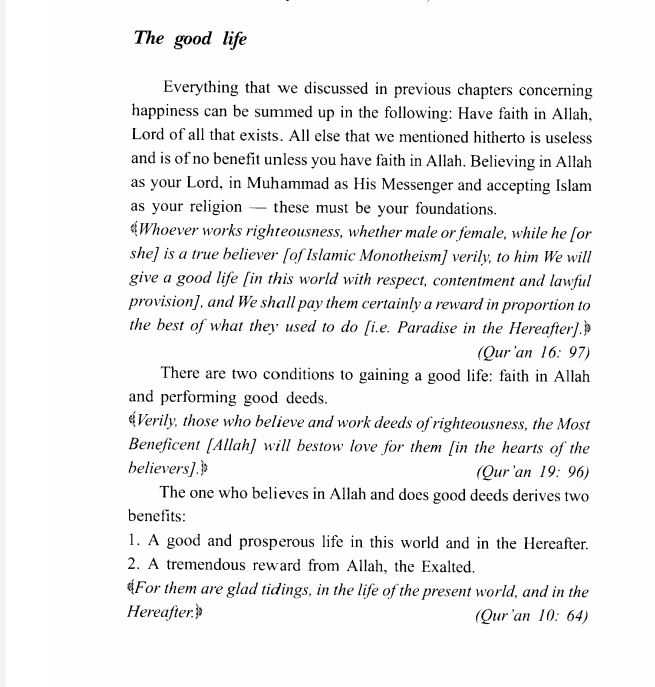 The good life
Everything that we discussed in previous chapters concerning
happiness can be summed up in the following: Have faith in Allah,
Lord of all that exists. All else that we mentioned hitherto is useless
and is of no benefit unless you have faith in Allah. Believing in Allah
as your Lord, in Muhammad as His Messenger and accepting Islam
as your religion — these must be your foundations.
﴾Whoever works righteousness, whether male or female, while he [or
she] is a true believer [of Islamic Monotheism] verily, to him We will
give a good life [in this world with respect, contentment and lawful
provision], and We shall pay them certainly a reward in proportion to
the best of what they used to do [i.e. Paradise in the Hereafter].﴿
(Qur'an 16: 97)
There are two conditions to gaining a good life: faith in Allah
and performing good deeds.
﴾Verily, those who believe and work deeds of righteousness, the Most
Beneficent [Allah] will bestow love for them [in the hearts of the
believers].﴿ (Qur'an 19: 96)
The one who believes in Allah and does good deeds derives two
benefits:
1. A good and prosperous life in this world and in the Hereafter.
2. A tremendous reward from Allah, the Exalted.
﴾For them are glad tidings, in the life of the present world, and in the
Hereafter.﴿ (Qur'an 10: 64)